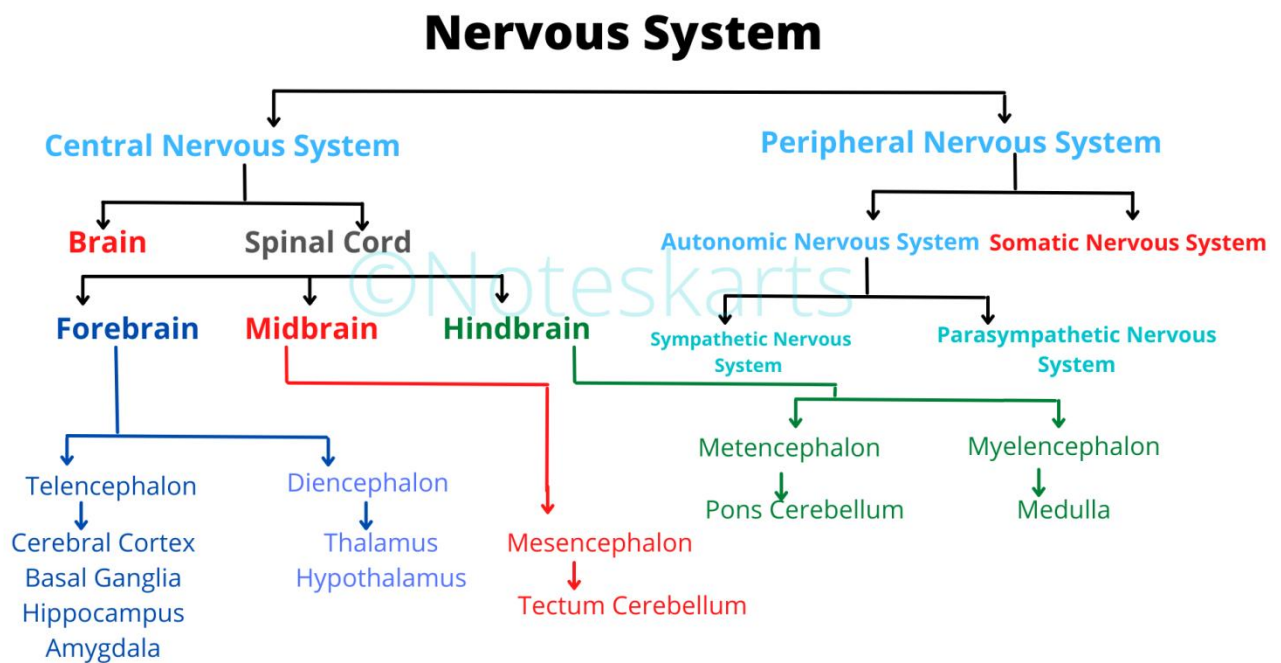 Nervous System
Central Nervous System
Peripheral Nervous System
Brain
Spinal Cord
Autonomic Nervous System
Somatic Nervous System
©Noteskarts
Forebrain
Midbrain
Hindbrain
Sympathetic Nervous
System
Parasympathetic Nervous
System
Metencephalon
Myelencephalon
Telencephalon
Diencephalon
Pons Cerebellum
Medulla
Cerebral Cortex
Basal Ganglia
Hippocampus
Amygdala
Thalamus
Hypothalamus
Mesencephalon
Tectum Cerebellum